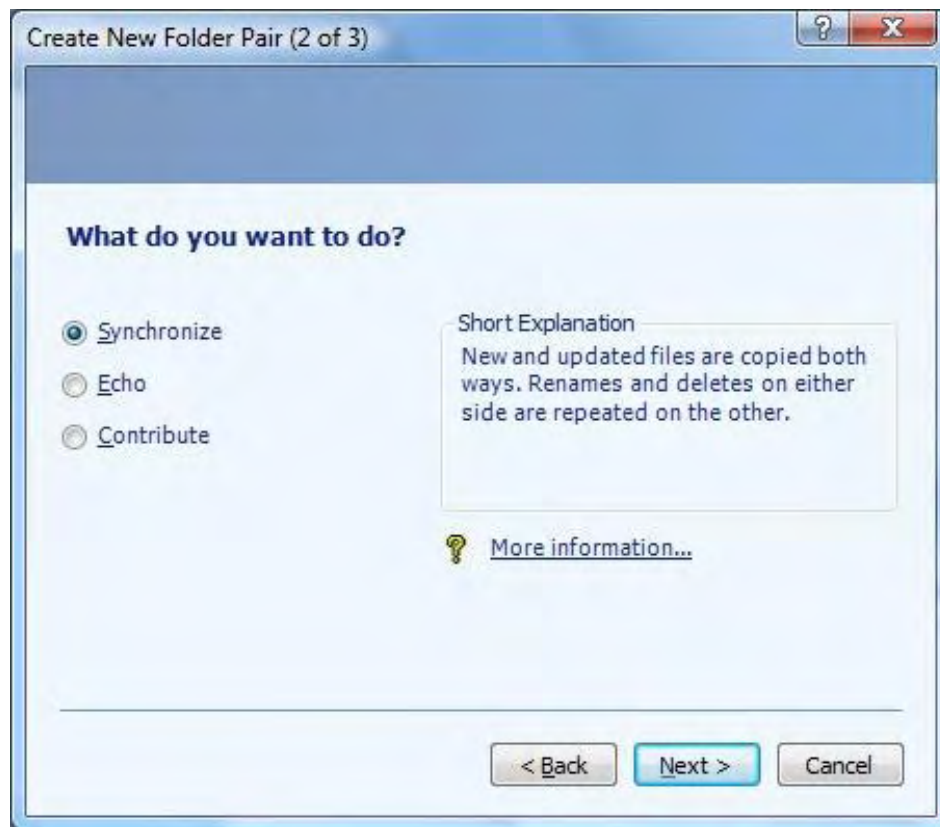 Create New Folder Pair (2 of 3)
?
X
What do you want to do?
Synchronize
Echo
Contribute
Short Explanation
New and updated files are copied both
ways. Renames and deletes on either
side are repeated on the other.
More information...
< Back
Next >
Cancel